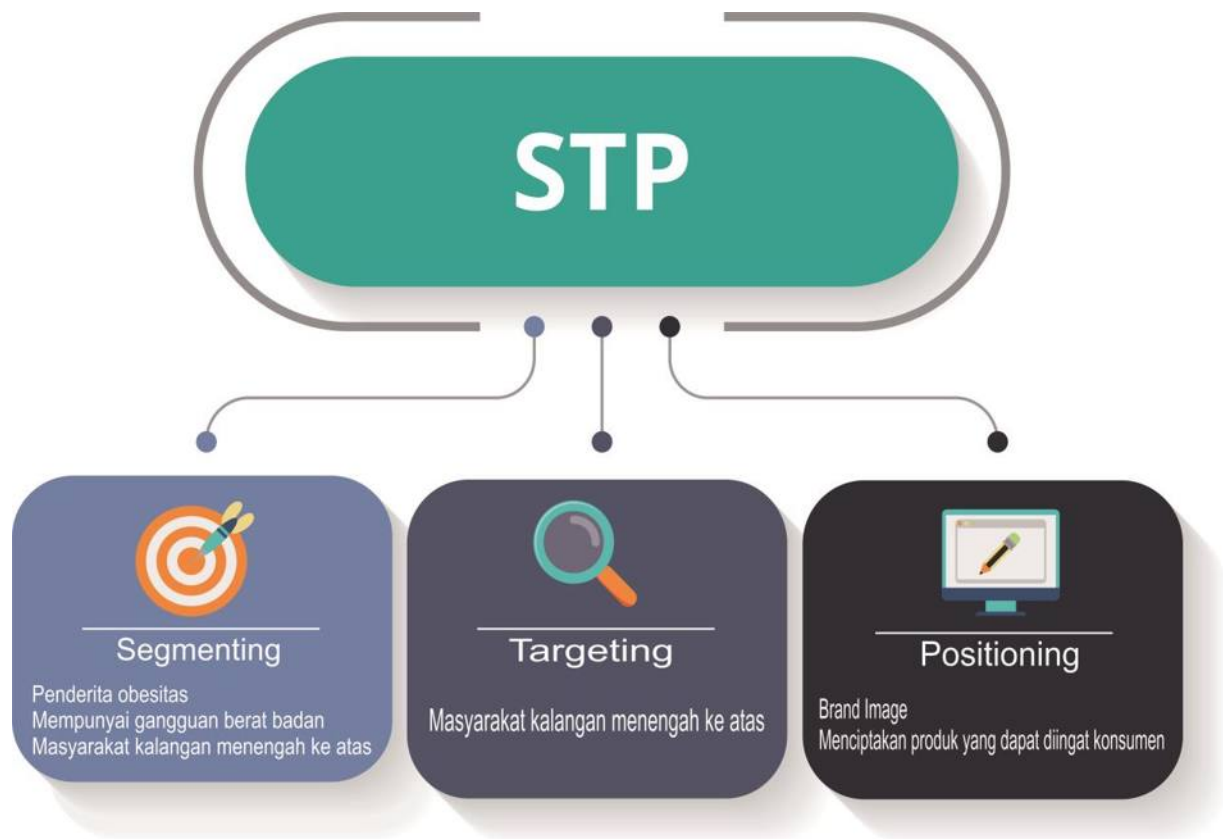 STP
Segmenting
Penderita obesitas
Mempunyai gangguan berat badan
Masyarakat kalangan menengah ke atas
Targeting
Masyarakat kalangan menengah ke atas
Positioning
Brand Image
Menciptakan produk yang dapat diingat konsumen